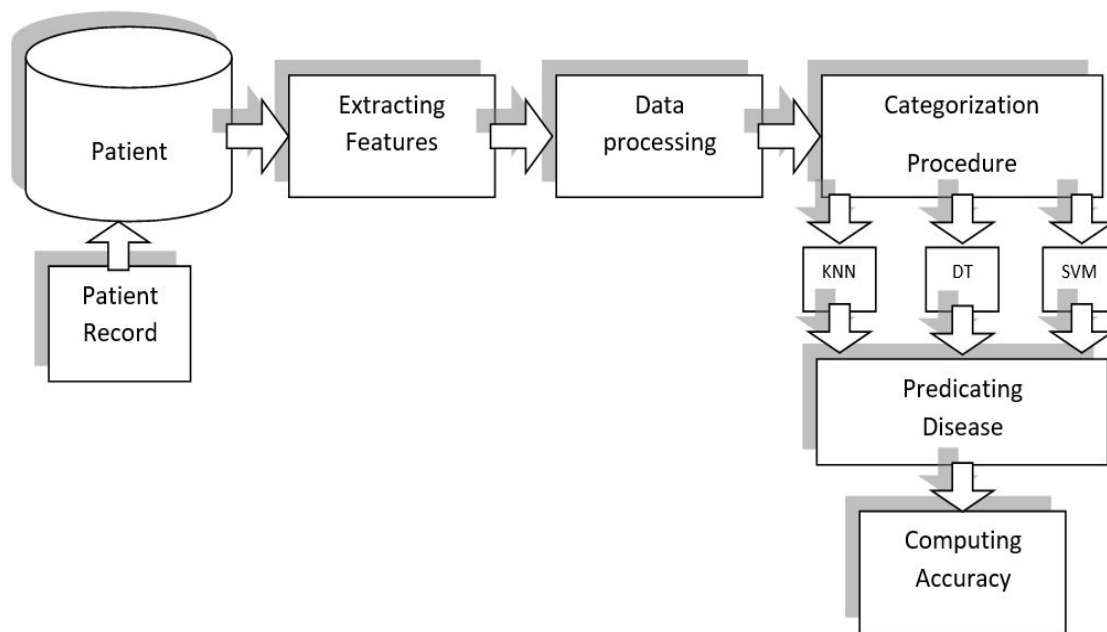 Patient
Patient
Record
Extracting
Features
Data
processing
Categorization
Procedure
KNN
DT
SVM
Predicating
Disease
Computing
Accuracy